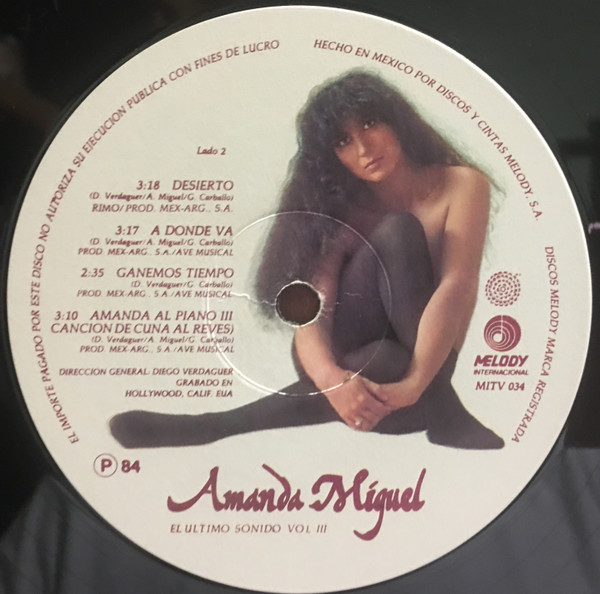 EL IMPORTE PAGADO POR ESTE DISCO NO AUTORIZA SU EJECUCION PUBLICA CON FINES DE LUCRO
HECHO EN MEXICO POR DISCOS Y CINTAS MELODY, S.A.
DISCOS MELODY MARCA REGISTRADA
Lado 2
3:18 DESIERTO
(D. Verdaguer/A. Miguel/G. Carballo)
RIMO/PROD. MEX-ARG., S.A.
3:17 A DONDE VA
(D. Verdaguer/A. Miguel/G. Carballo)
PROD. MEX-ARG., S.A./AVE MUSICAL
2:35 GANEMOS TIEMPO
(D. Verdaguer/G. Carballo)
PROD. MEX-ARG., S.A./AVE MUSICAL
3:10 AMANDA AL PIANO III
CANCION DE CUNA AL REVES)
(D. Verdaguer/A. Miguel/G. Carballo)
PROD. MEX-ARG., S.A./AVE MUSICAL
DIRECCION GENERAL: DIEGO VERDAGUER
GRABADO EN
HOLLYWOOD, CALIF. EUA
MELODY
INTERNACIONAL
MITV 034
Ⓟ 84
Amanda Miguel
EL ULTIMO SONIDO VOL III